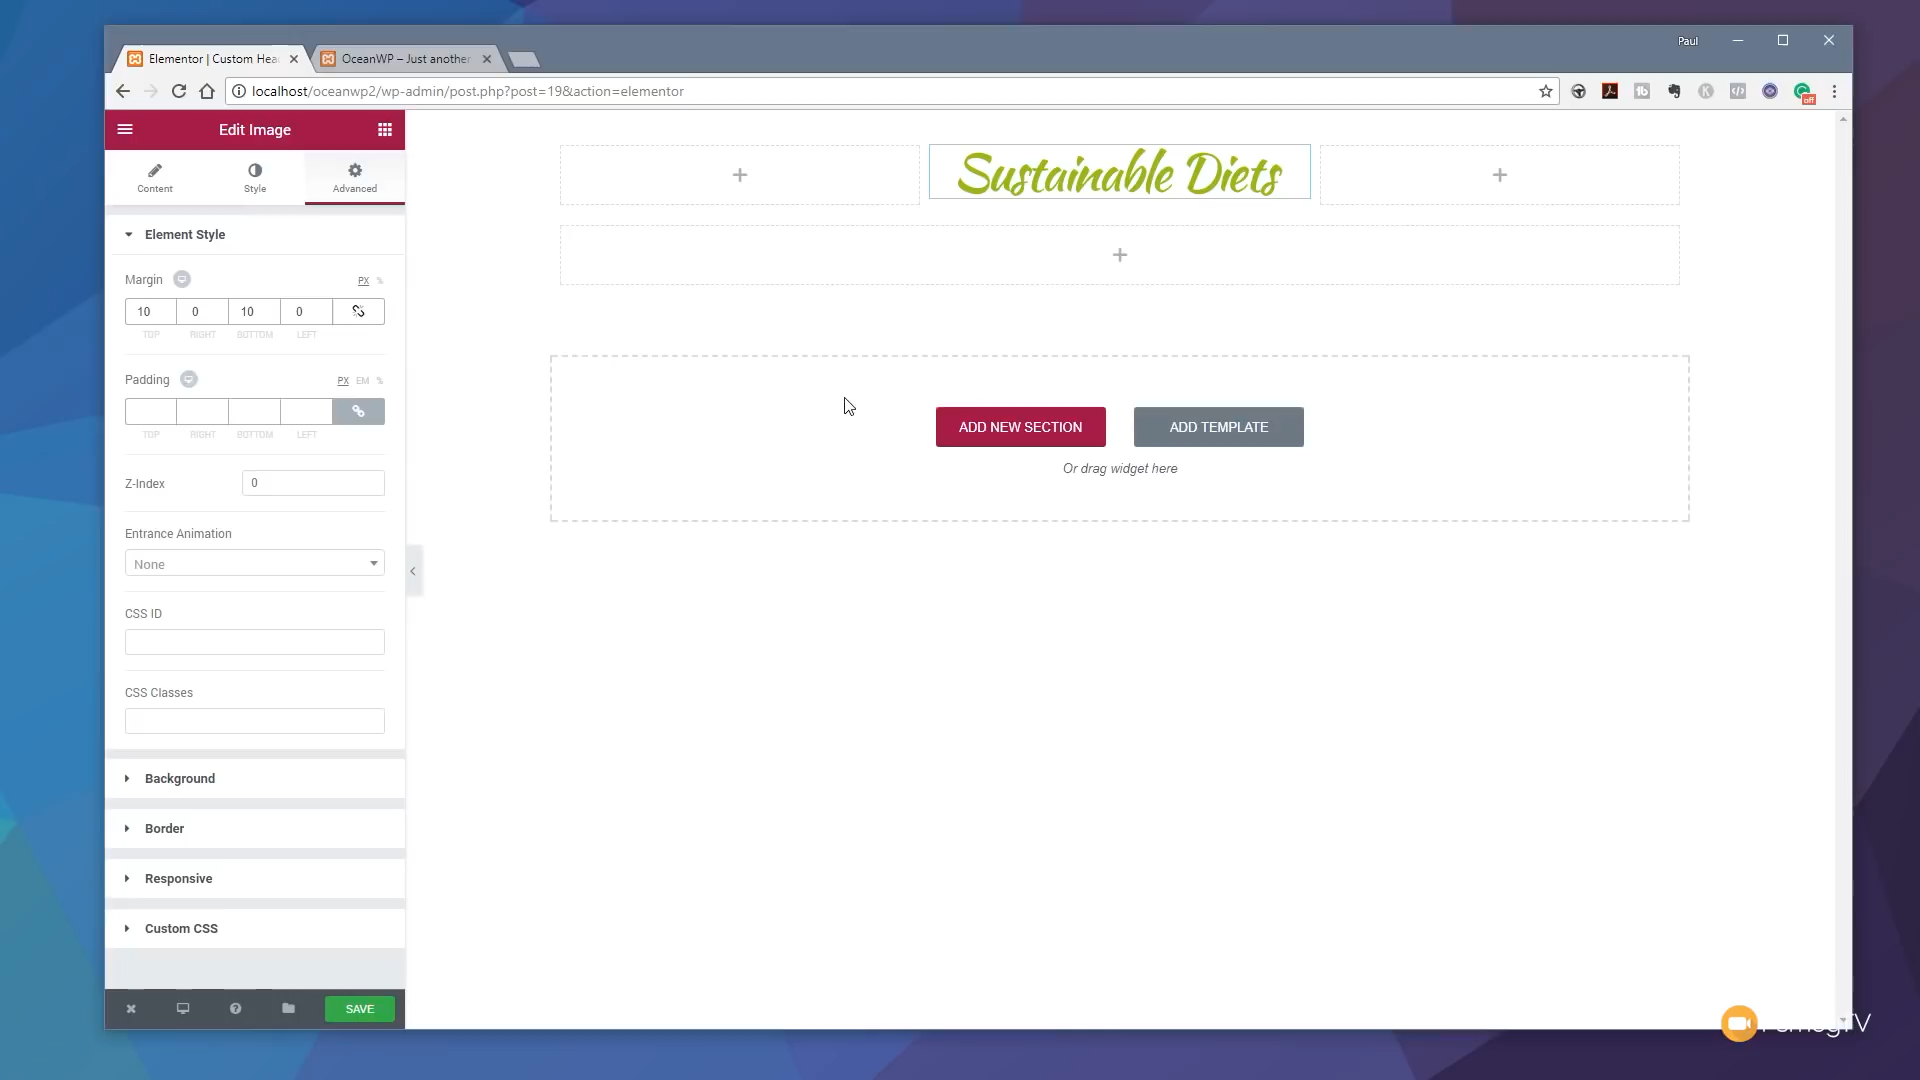 Paul
Elementor | Custom Hea
OceanWP – Just another
localhost/oceanwp2/wp-admin/post.php?post=19&action=elementor
off
Edit Image
Content
Style
Advanced
Element Style
Margin
PX %
10 0 10 0
TOP RIGHT BOTTOM LEFT
Padding
PX EM %
TOP RIGHT BOTTOM LEFT
Z-Index
0
Entrance Animation
None
CSS ID
CSS Classes
Background
Border
Responsive
Custom CSS
SAVE
Sustainable Diets
ADD NEW SECTION
ADD TEMPLATE
Or drag widget here